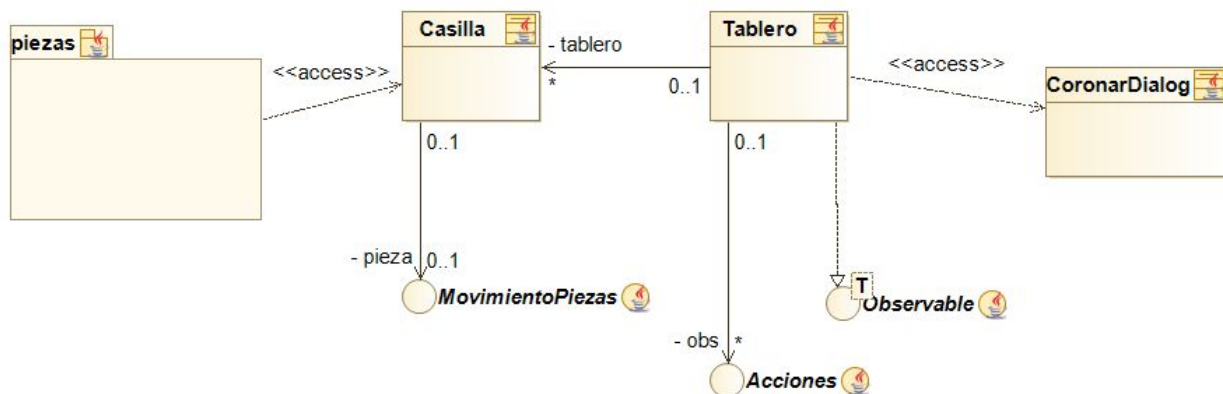 piezas
<<access>>
Casilla
- tablero
*
0..1
Tablero
<<access>>
CoronarDialog
0..1
0..1
- pieza
0..1
MovimientoPiezas
T
Observable
- obs
*
Acciones